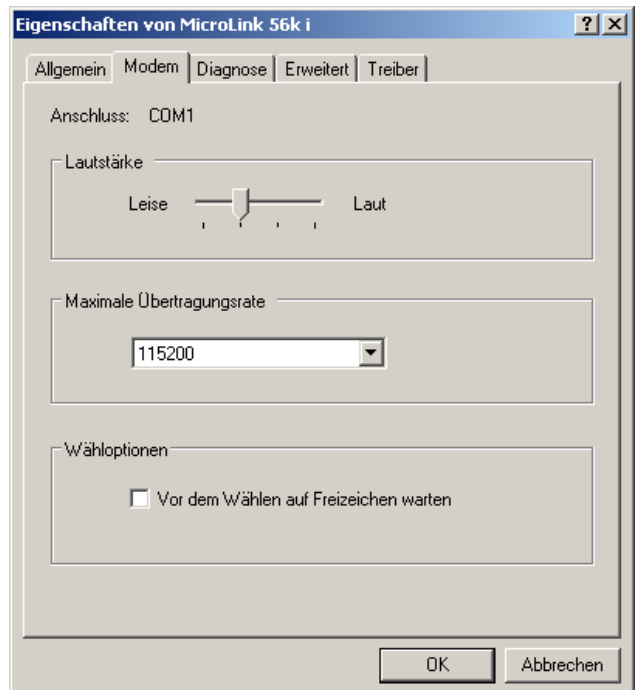 Eigenschaften von MicroLink 56k i
Allgemein Modem Diagnose Erweitert Treiber
Anschluss: COM1
Lautstärke
Leise Laut
Maximale Übertragungsrate
115200
Wähloptionen
Vor dem Wählen auf Freizeichen warten
OK Abbrechen